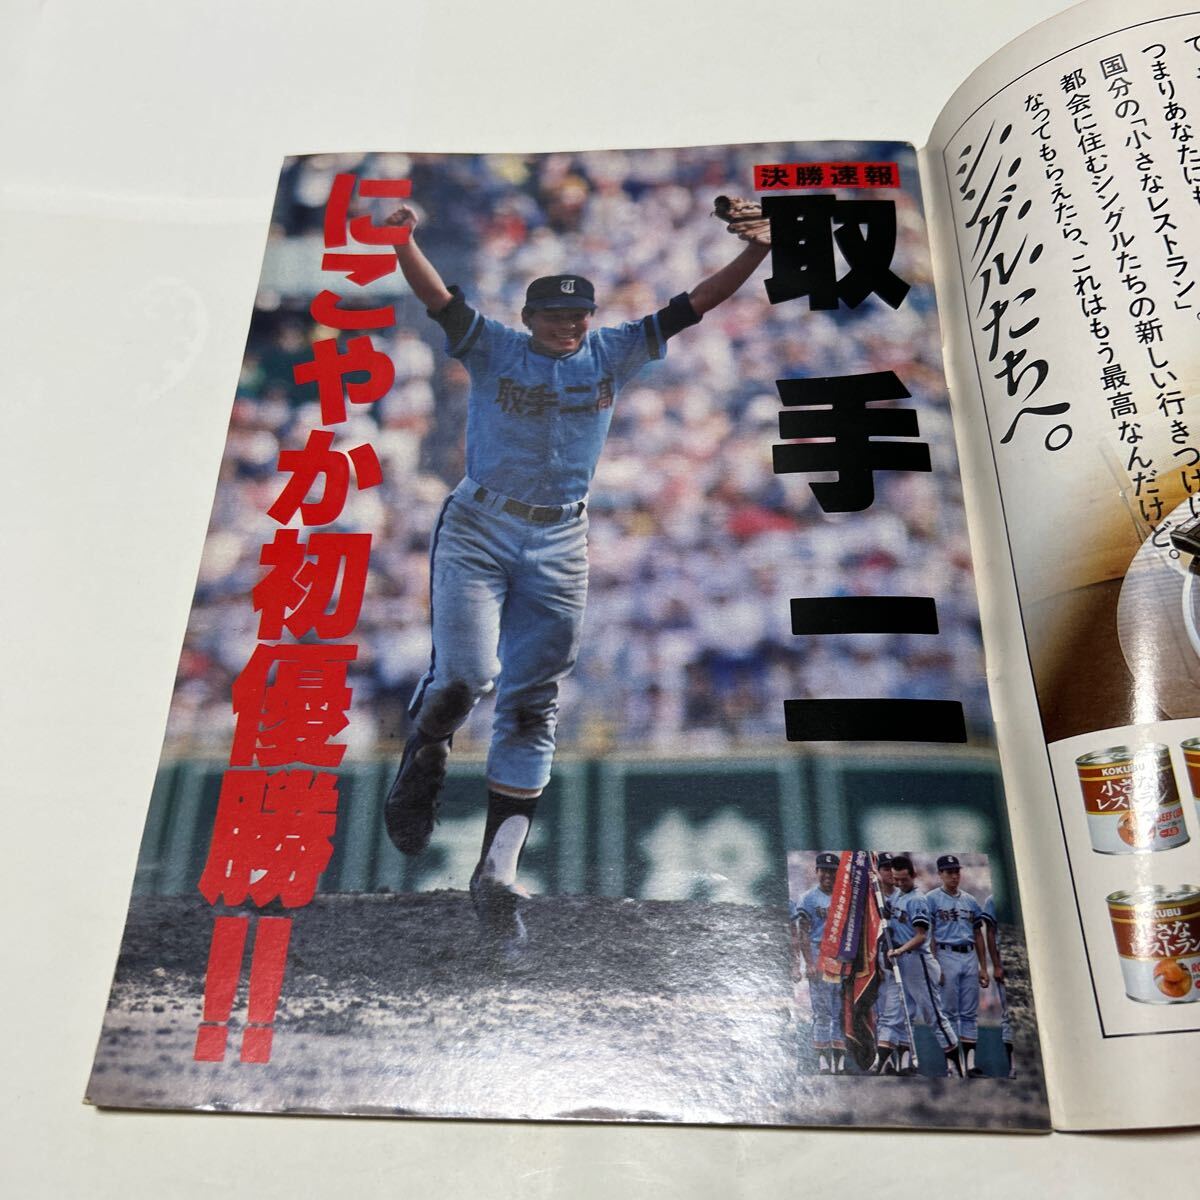 決勝速報
取手二
にこやか初優勝!!
取手二高
シングルたちへ。
つまりあなたにも
国分の「小さなレストラン」。
都会に住むシングルたちの新しい行きつけに
なってもらえたら、これはもう最高なんだけど。
KOKUBU
小さな
レストラン
KOKUBU
小さな
レストラン